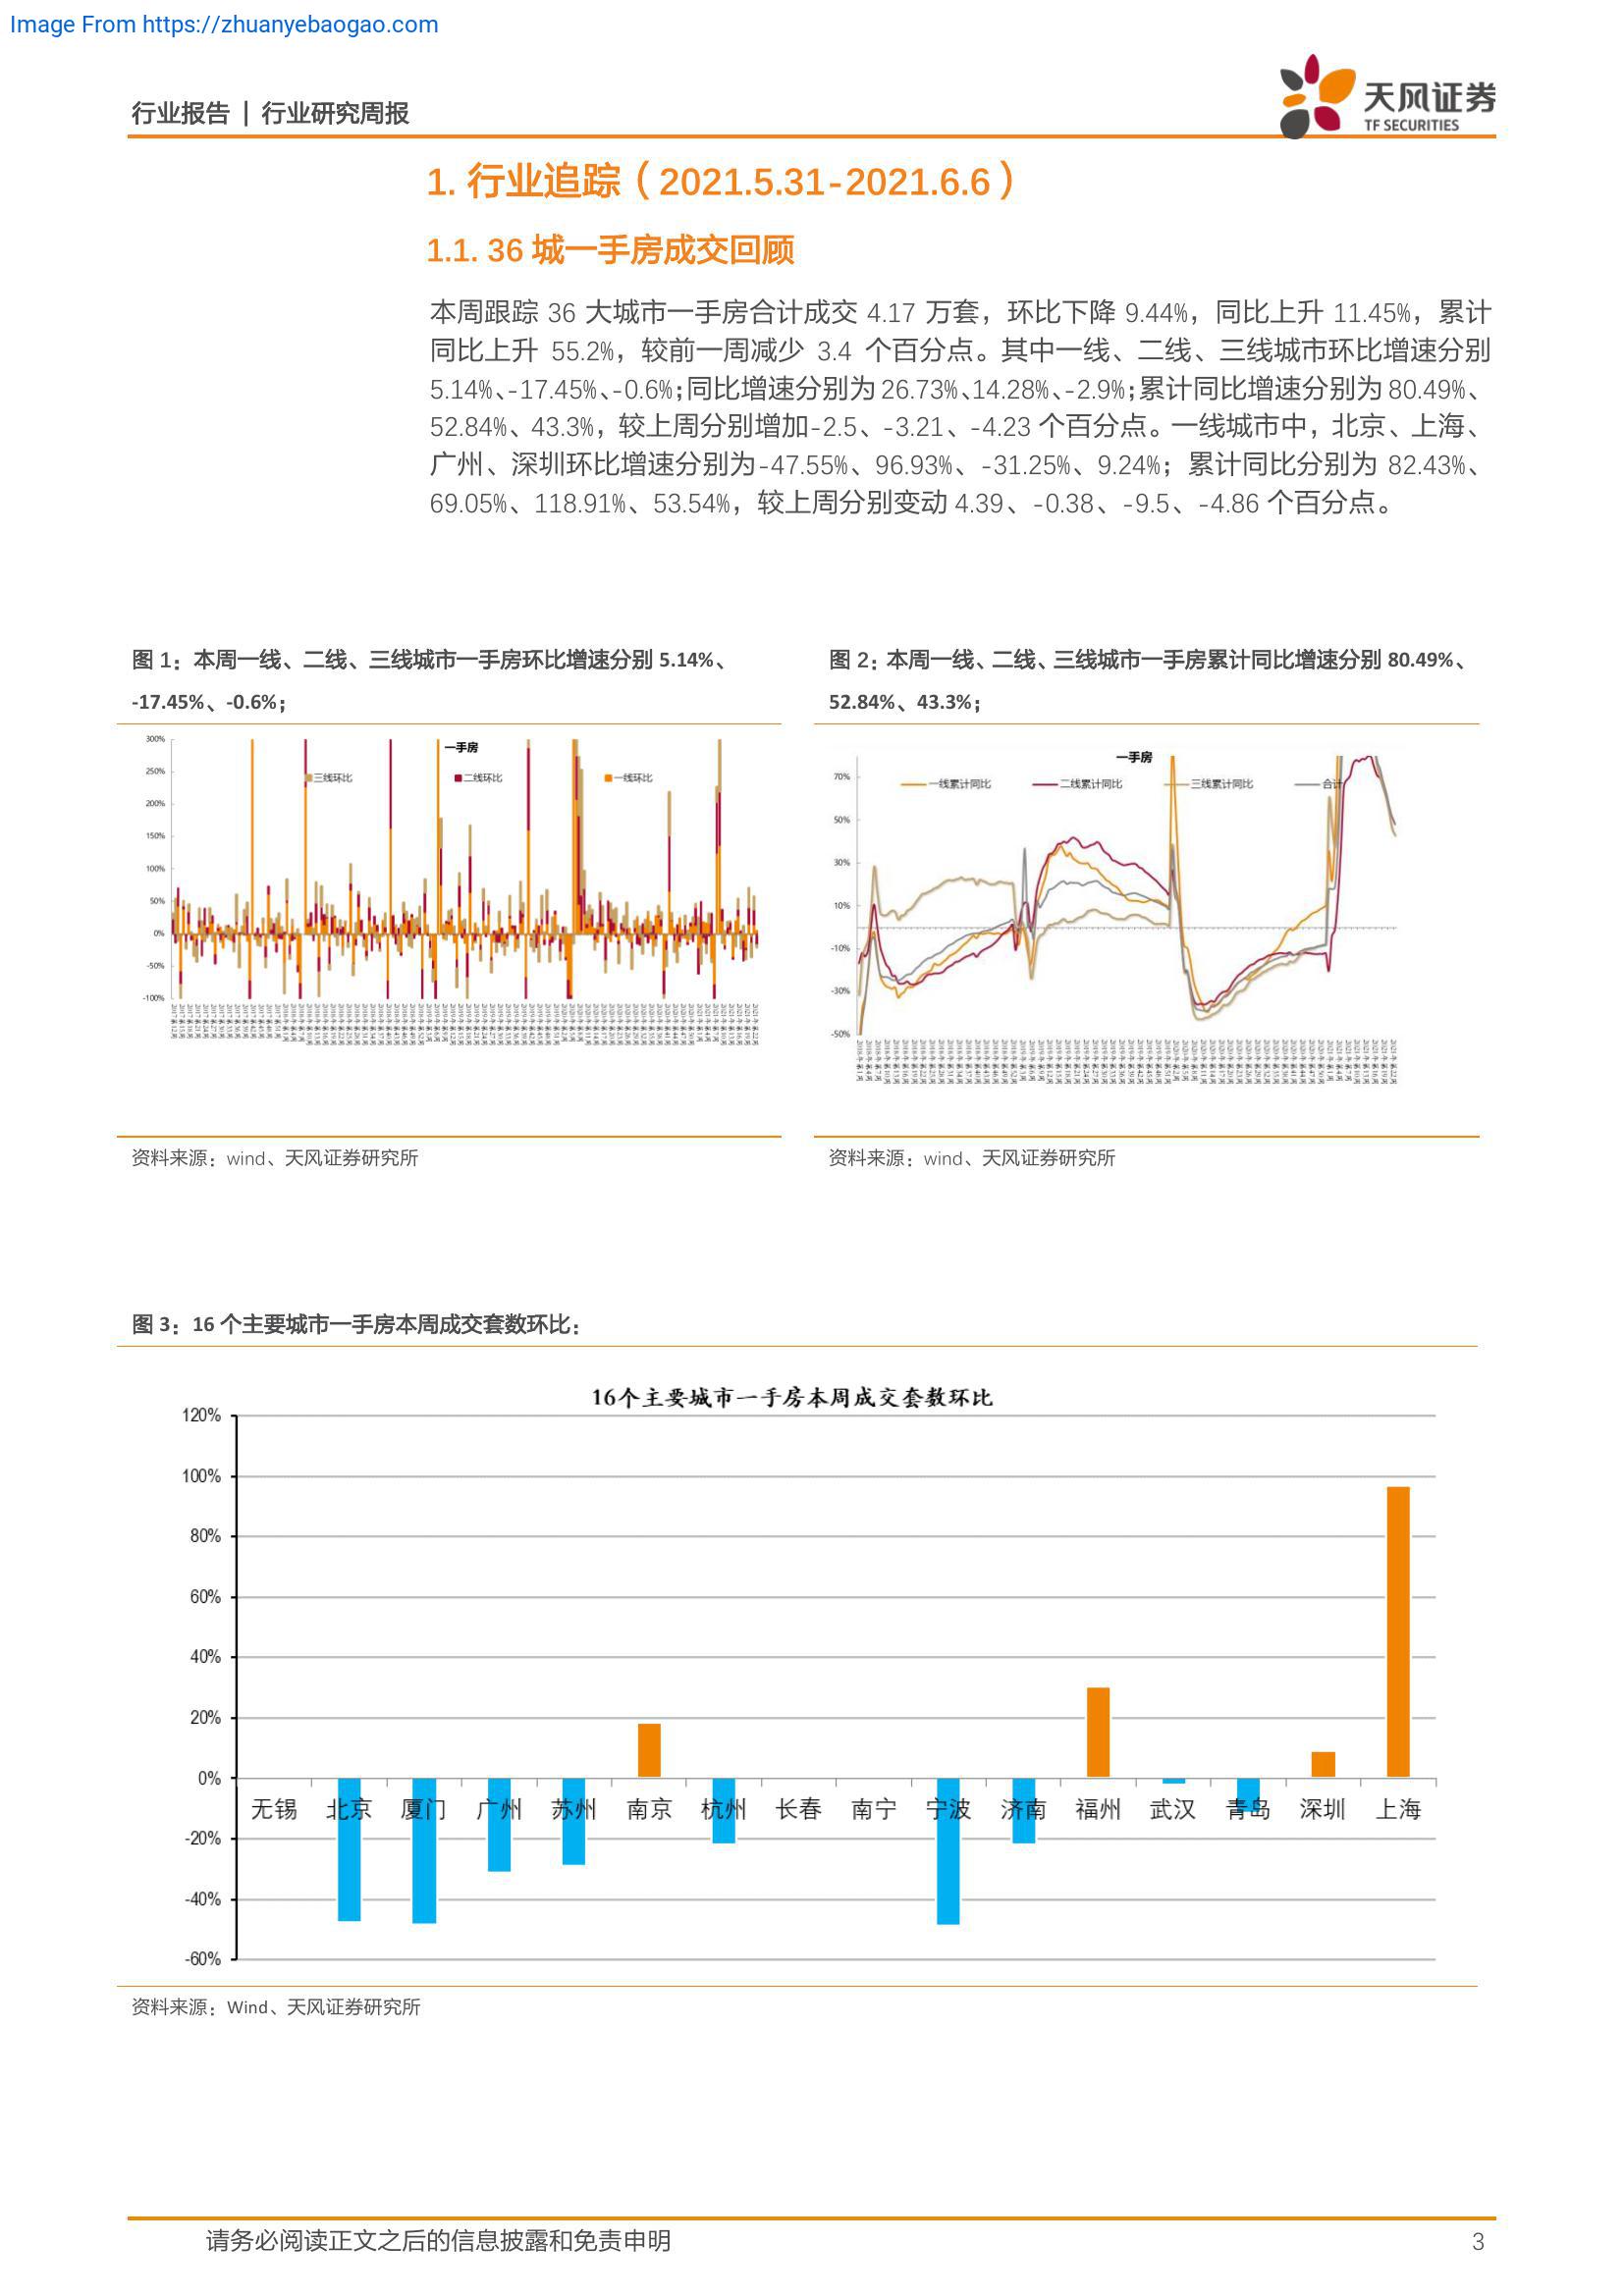 Image From https://zhuanyebaogao.com
行业报告 | 行业研究周报
天风证券
TF SECURITIES
1. 行业追踪（2021.5.31-2021.6.6）
1.1. 36 城一手房成交回顾
本周跟踪 36 大城市一手房合计成交 4.17 万套，环比下降 9.44%，同比上升 11.45%，累计
同比上升 55.2%，较前一周减少 3.4 个百分点。其中一线、二线、三线城市环比增速分别
5.14%、-17.45%、-0.6%；同比增速分别为 26.73%、14.28%、-2.9%；累计同比增速分别为 80.49%、
52.84%、43.3%，较上周分别增加-2.5、-3.21、-4.23 个百分点。一线城市中，北京、上海、
广州、深圳环比增速分别为-47.55%、96.93%、-31.25%、9.24%；累计同比分别为 82.43%、
69.05%、118.91%、53.54%，较上周分别变动 4.39、-0.38、-9.5、-4.86 个百分点。
图 1：本周一线、二线、三线城市一手房环比增速分别 5.14%、
-17.45%、-0.6%；
一手房
三线环比 二线环比 一线环比
300%
250%
200%
150%
100%
50%
0%
-50%
-100%
资料来源：wind、天风证券研究所
图 2：本周一线、二线、三线城市一手房累计同比增速分别 80.49%、
52.84%、43.3%；
一手房
一线累计同比 二线累计同比 三线累计同比 合计
70%
50%
30%
10%
-10%
-30%
-50%
资料来源：wind、天风证券研究所
图 3：16 个主要城市一手房本周成交套数环比：
16个主要城市一手房本周成交套数环比
120%
100%
80%
60%
40%
20%
0%
-20%
-40%
-60%
无锡 北京 厦门 广州 苏州 南京 杭州 长春 南宁 宁波 济南 福州 武汉 青岛 深圳 上海
资料来源：Wind、天风证券研究所
请务必阅读正文之后的信息披露和免责申明 3